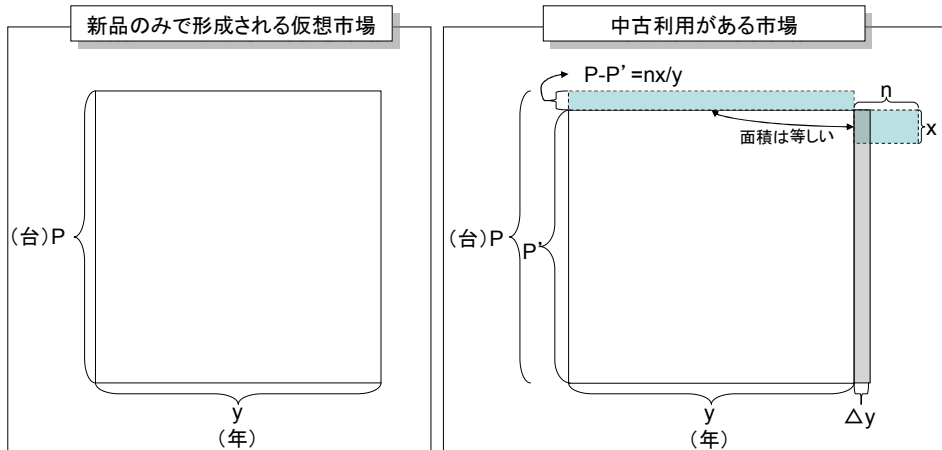 新品のみで形成される仮想市場
(台)P
y
(年)
中古利用がある市場
P-P’=nx/y
n
x
面積は等しい
(台)P
P’
y
(年)
△y